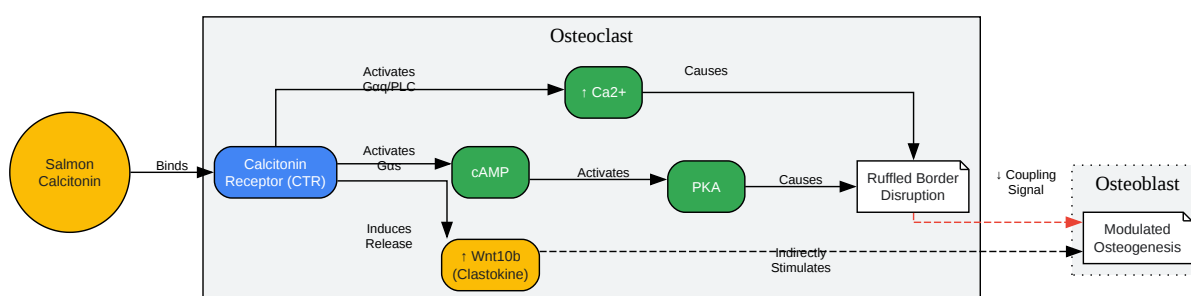 Osteoclast
Activates
Gαq/PLC
Causes
↑ Ca2+
Salmon
Calcitonin
Binds
Calcitonin
Receptor (CTR)
Activates
Gαs
cAMP
Activates
PKA
Causes
Ruffled Border
Disruption
↓ Coupling
Signal
Osteoblast
Modulated
Osteogenesis
Induces
Release
↑ Wnt10b
(Clastokine)
Indirectly
Stimulates